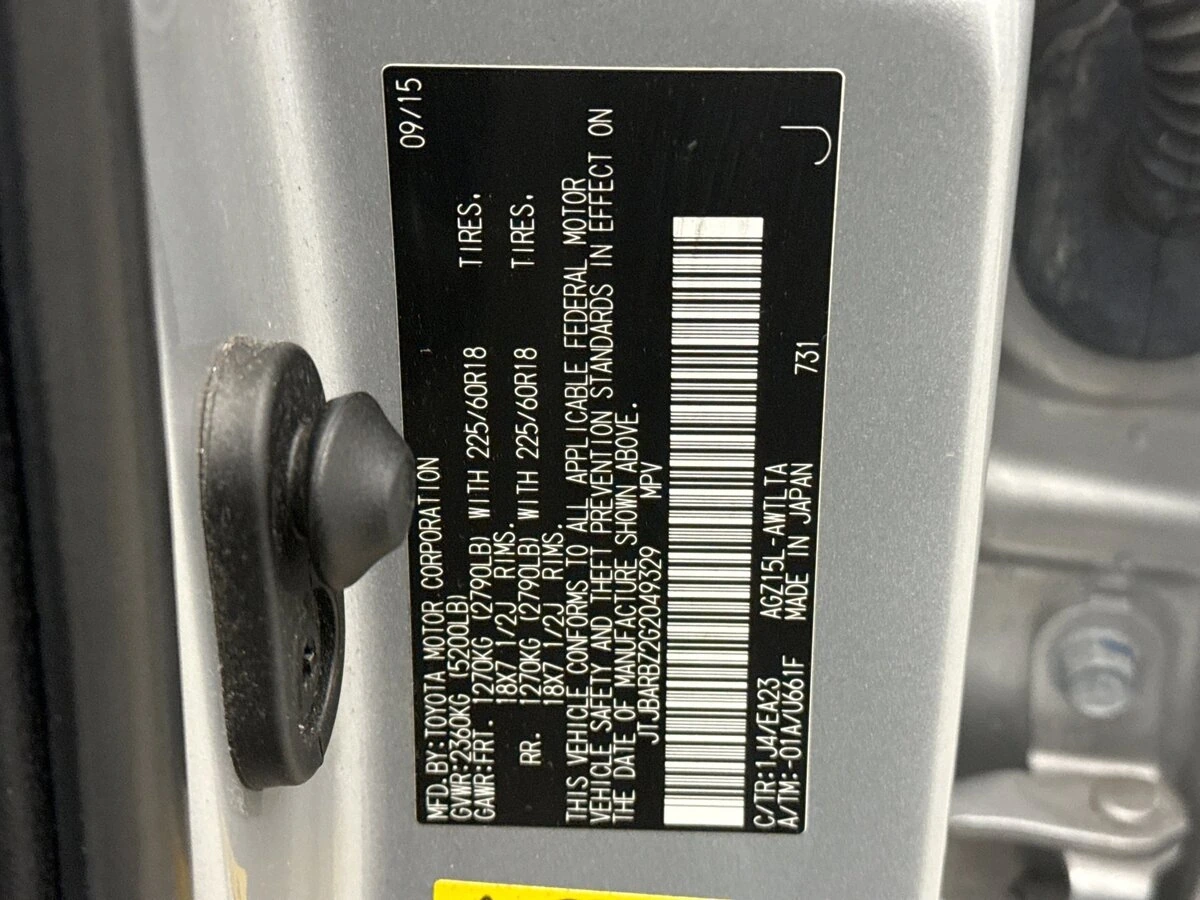 MFD.BY:TOYOTA MOTOR CORPORATION 09/15
GVWR:2360KG (5200LB)
GAWR:FRT. 1270KG (2790LB) WITH 225/60R18 TIRES,
18X7 1/2J RIMS.
RR. 1270KG (2790LB) WITH 225/60R18 TIRES,
18X7 1/2J RIMS.
THIS VEHICLE CONFORMS TO ALL APPLICABLE FEDERAL MOTOR
VEHICLE SAFETY AND THEFT PREVENTION STANDARDS IN EFFECT ON
THE DATE OF MANUFACTURE SHOWN ABOVE.
JTJBARBZ2G2049329 MPV
C/TR:1J4/EA23 AGZ15L-AWTLTA 731 J
A/TM:-01A/U661F MADE IN JAPAN